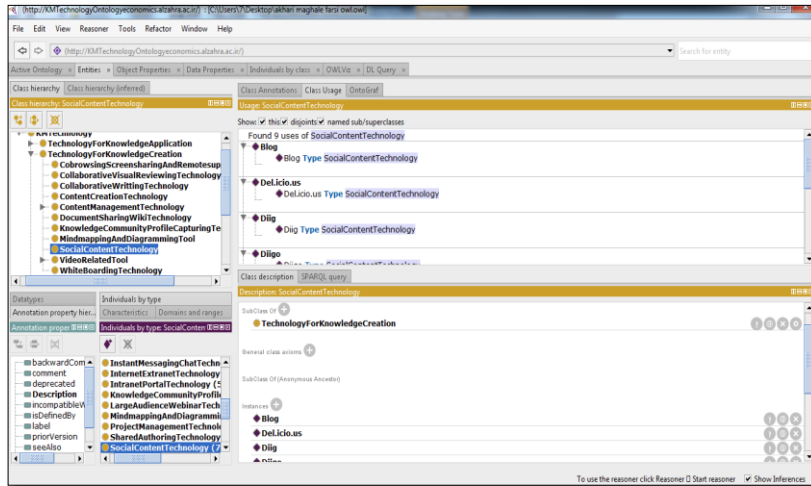 (http://KMTechnologyOntologyeconomics.alzahra.ac.ir/) : [C:\Users\7\Desktop\akhari maghale farsi owl.owl]
File Edit View Reasoner Tools Refactor Window Help
(http://KMTechnologyOntologyeconomics.alzahra.ac.ir/)
Search for entity
Active Ontology × Entities × Object Properties × Data Properties × Individuals by class × OWLViz × DL Query ×
Class hierarchy Class hierarchy (inferred)
Class hierarchy: SocialContentTechnology
KMTechnology
TechnologyForKnowledgeApplication
TechnologyForKnowledgeCreation
CobrowsingScreensharingAndRemotesup
CollaborativeVisualReviewingTechnology
CollaborativeWrittingTechnology
ContentCreationTechnology
ContentManagementTechnology
DocumentSharingWikiTechnology
KnowledgeCommunityProfileCapturingTe
MindmappingAndDiagrammingTool
SocialContentTechnology
VideoRelatedTool
WhiteBoardingTechnology
Class Annotations Class Usage OntoGraf
Usage: SocialContentTechnology
Show: this disjoints named sub/superclasses
Found 9 uses of SocialContentTechnology
Blog
Blog Type SocialContentTechnology
Del.icio.us
Del.icio.us Type SocialContentTechnology
Diig
Diig Type SocialContentTechnology
Diigo
Diigo Type SocialContentTechnology
Datatypes
Annotation property hier...
Annotation proper
backwardCom
comment
deprecated
Description
incompatibleW
isDefinedBy
label
priorVersion
seeAlso
Individuals by type
Characteristics Domains and ranges
Individuals by type: SocialConten
InstantMessagingChatTechn
InternetExtranetTechnology
IntranetPortalTechnology (5
KnowledgeCommunityProfile
LargeAudienceWebinarTech
MindmappingAndDiagrammi
ProjectManagementTechnolo
SharedAuthoringTechnology
SocialContentTechnology (7
Class description SPARQL query
Description: SocialContentTechnology
SubClass Of
TechnologyForKnowledgeCreation
General class axioms
SubClass Of (Anonymous Ancestor)
Instances
Blog
Del.icio.us
Diig
Diigo
To use the reasoner click Reasoner Start reasoner Show Inferences